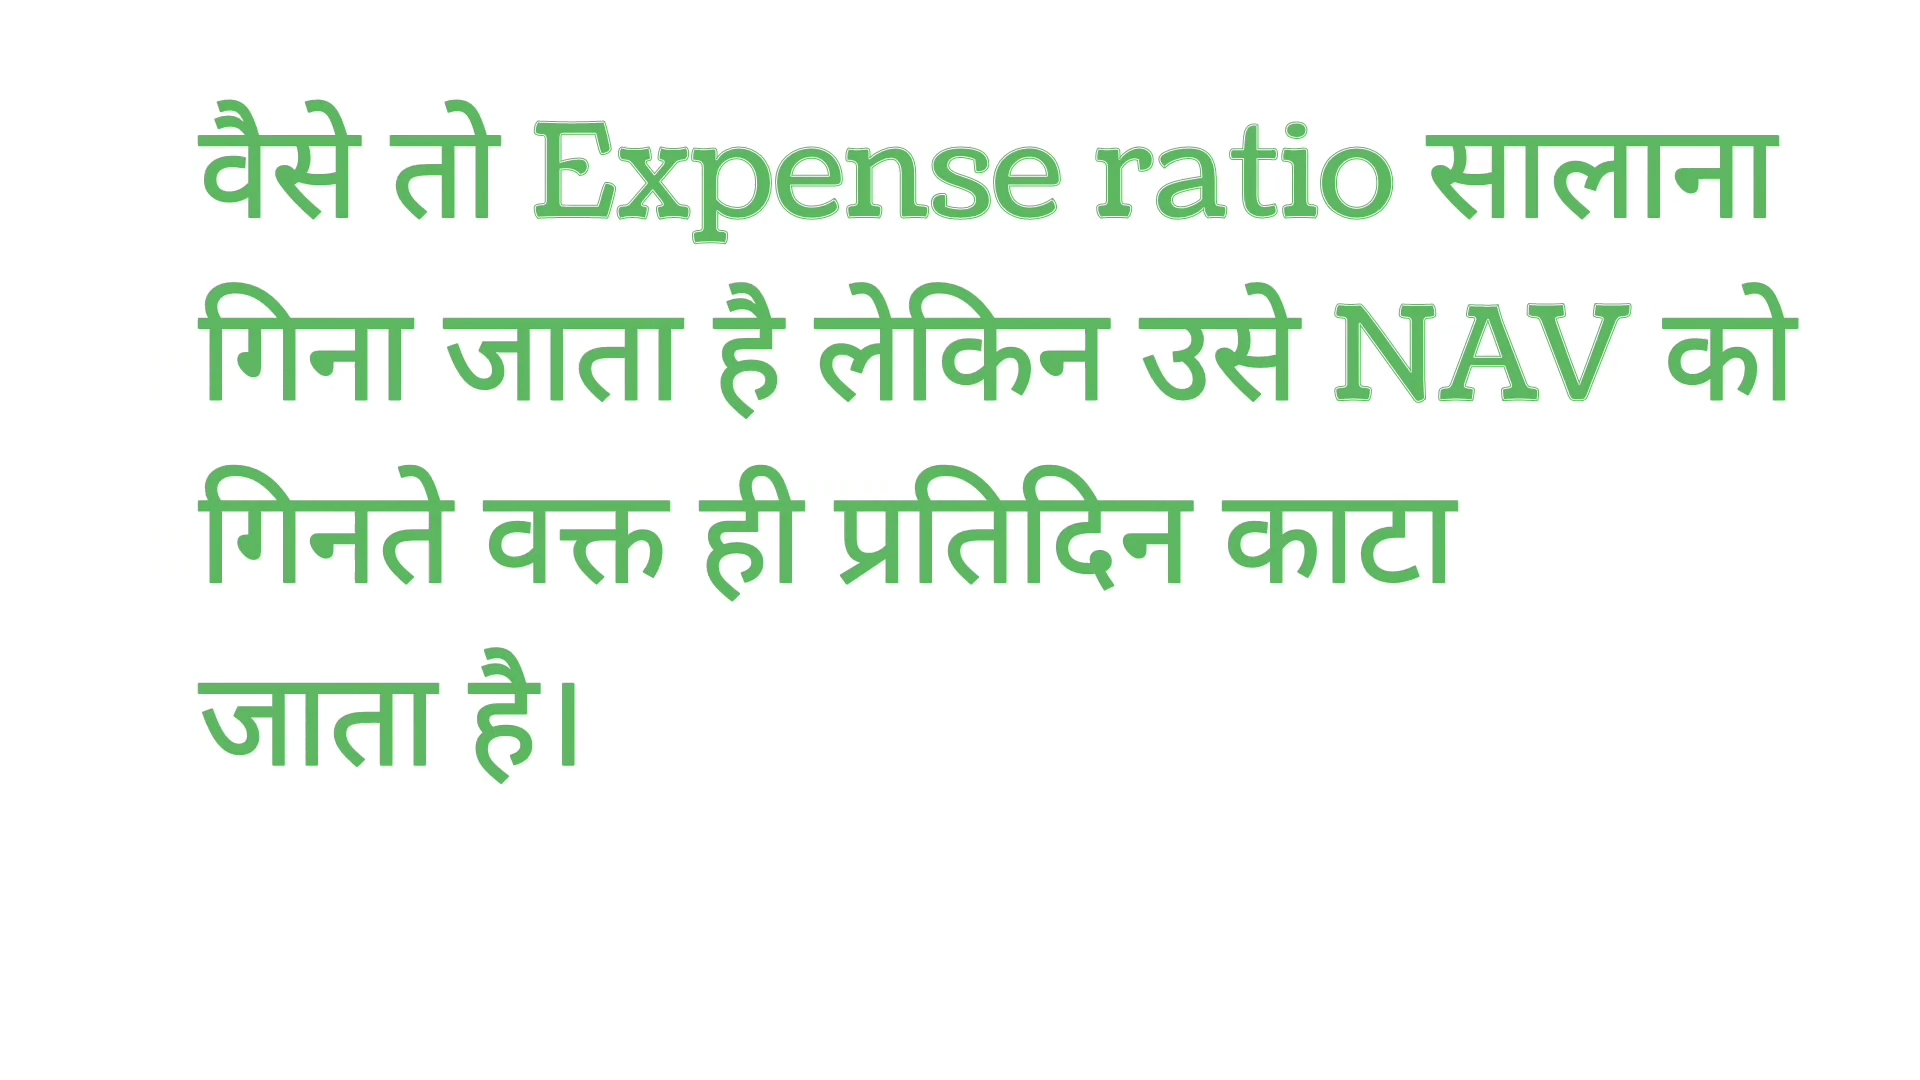 वैसे तो Expense ratio सालाना
गिना जाता है लेकिन उसे NAV को
गिनते वक्त ही प्रतिदिन काटा
जाता है।